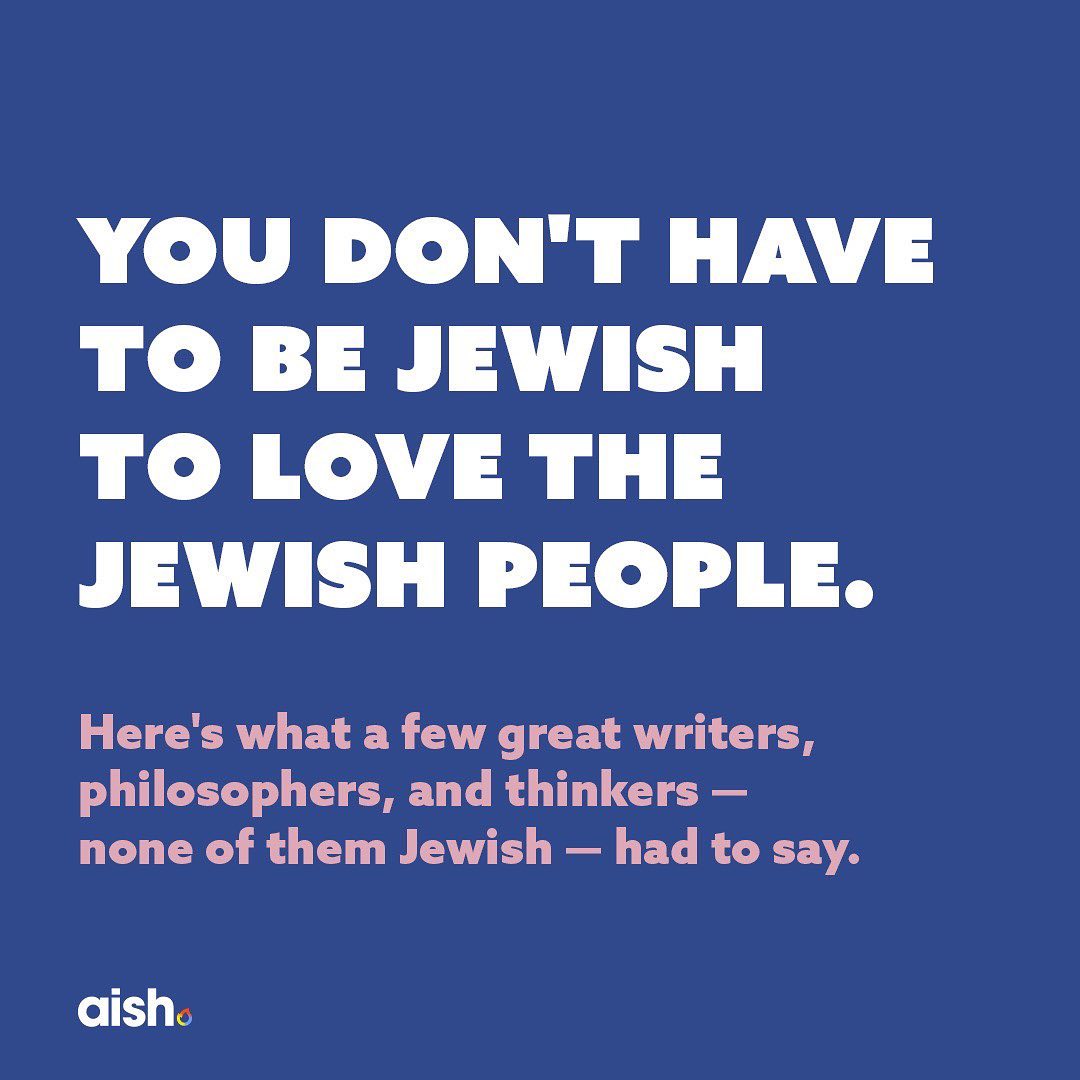 YOU DON'T HAVE
TO BE JEWISH
TO LOVE THE
JEWISH PEOPLE.
Here's what a few great writers,
philosophers, and thinkers —
none of them Jewish — had to say.
aish